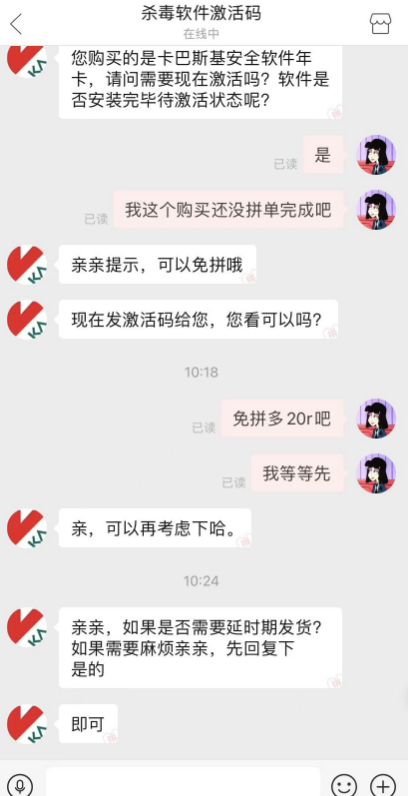 杀毒软件激活码
在线中
您购买的是卡巴斯基安全软件年
卡，请问需要现在激活吗？软件是
否安装完毕待激活状态呢？
已读
是
已读
我这个购买还没拼单完成吧
亲亲提示，可以免拼哦
现在发激活码给您，您看可以吗？
10:18
已读
免拼多20r吧
已读
我等等先
亲，可以再考虑下哈。
10:24
亲亲，如果是否需要延时期发货？
如果需要麻烦亲亲，先回复下
是的
即可